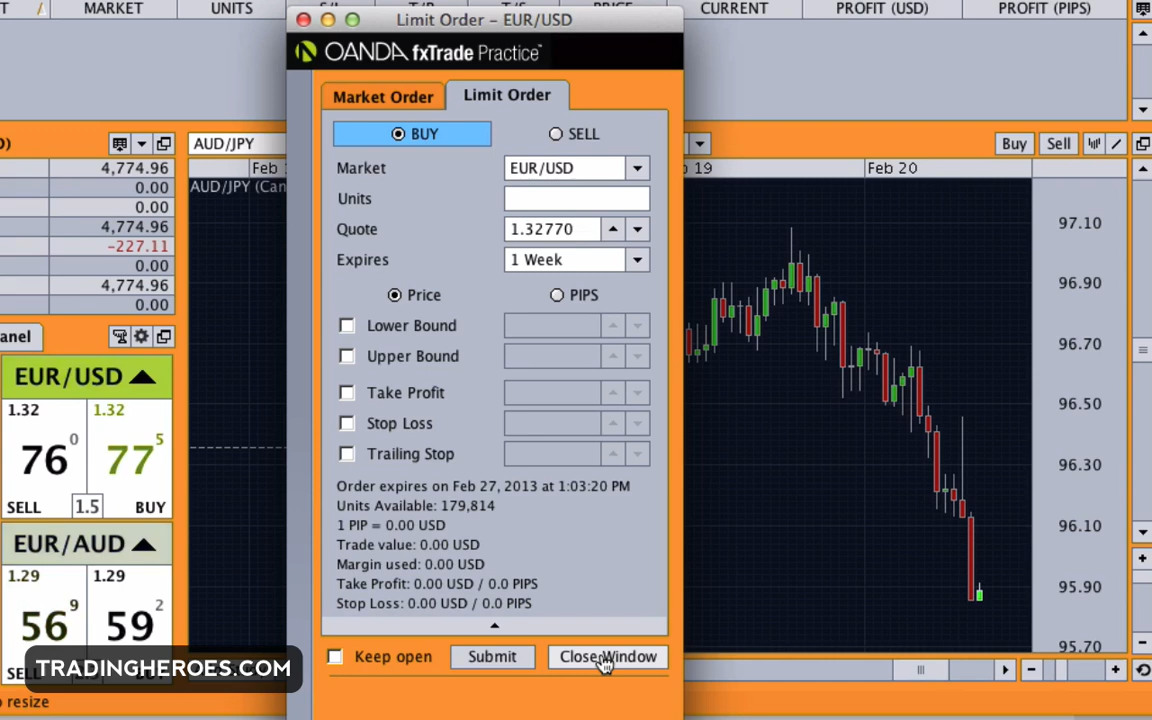 MARKET
UNITS
PRICE
CURRENT
PROFIT (USD)
PROFIT (PIPS)
Limit Order – EUR/USD
OANDA fxTrade Practice™
Market Order
Limit Order
BUY
SELL
Market
EUR/USD
Units
Quote
1.32770
Expires
1 Week
Price
PIPS
Lower Bound
Upper Bound
Take Profit
Stop Loss
Trailing Stop
Order expires on Feb 27, 2013 at 1:03:20 PM
Units Available: 179,814
1 PIP = 0.00 USD
Trade value: 0.00 USD
Margin used: 0.00 USD
Take Profit: 0.00 USD / 0.0 PIPS
Stop Loss: 0.00 USD / 0.0 PIPS
Keep open
Submit
Close Window
4,774.96
0.00
0.00
4,774.96
-227.11
0.00
4,774.96
0.00
anel
EUR/USD
1.32
1.32
76 0
77 5
SELL
1.5
BUY
EUR/AUD
1.29
1.29
56 9
59 2
TRADINGHEROES.COM
resize
AUD/JPY
Buy
Sell
Feb
19
Feb 20
AUD/JPY (Can
97.10
96.90
96.70
96.50
96.30
96.10
95.90
95.70